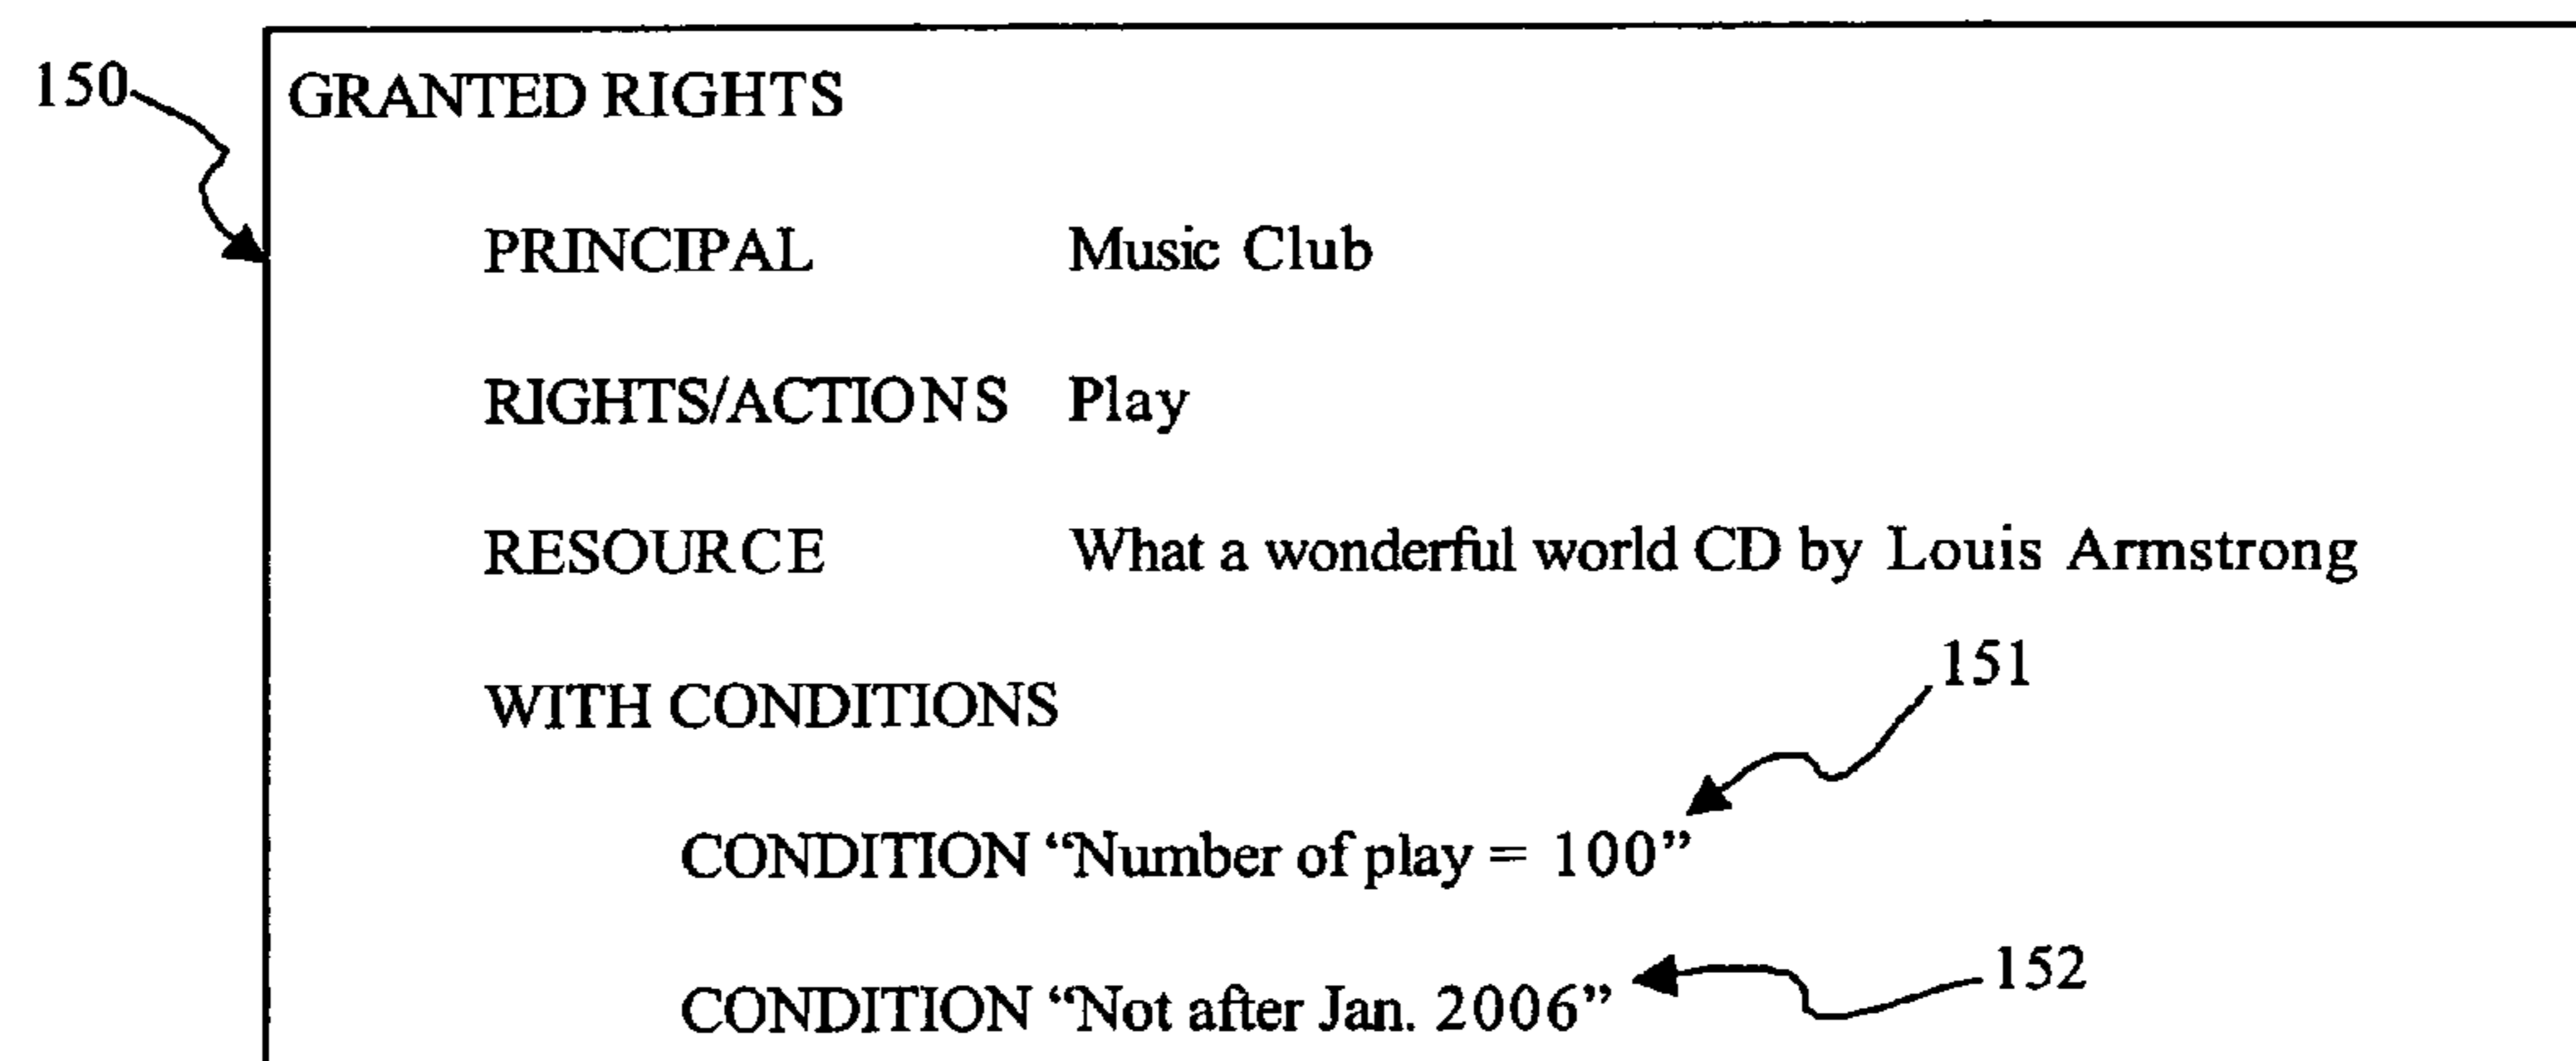 150
GRANTED RIGHTS
PRINCIPAL Music Club
RIGHTS/ACTIONS Play
RESOURCE What a wonderful world CD by Louis Armstrong
151
WITH CONDITIONS
CONDITION “Number of play = 100”
152
CONDITION “Not after Jan. 2006”